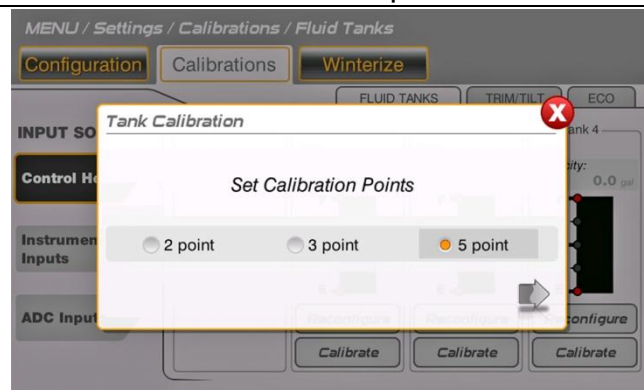 MENU / Settings / Calibrations / Fluid Tanks
Configuration Calibrations Winterize
FLUID TANKS TRIM/TILT ECO
Tank Calibration X
INPUT SO ank 4
city:
Control He Set Calibration Points 0.0 gal
Instrumen 2 point 3 point 5 point
Inputs
ADC Input Reconfigure Reconfigure configure
Calibrate Calibrate Calibrate